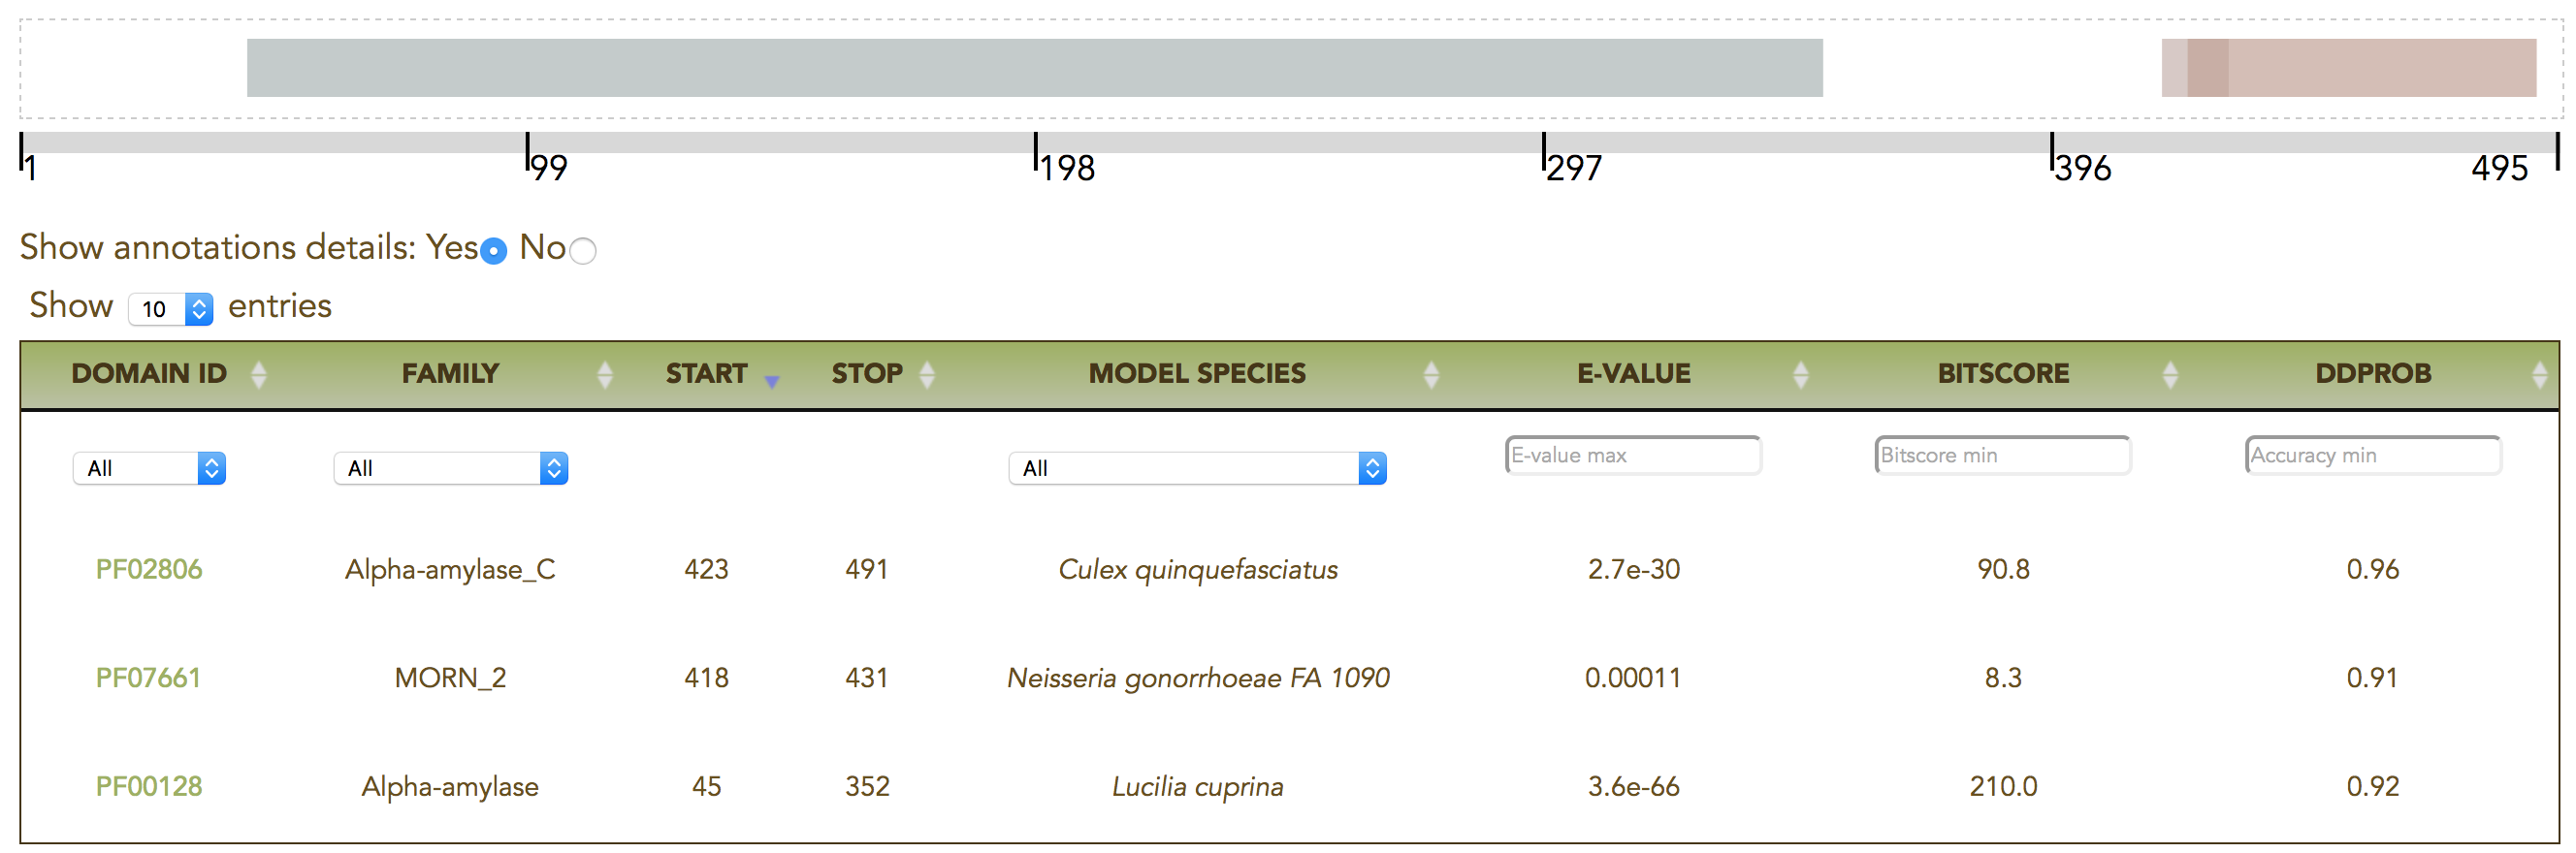 1 99 198 297 396 495
Show annotations details: Yes No
Show 10 entries
DOMAIN ID FAMILY START STOP MODEL SPECIES E-VALUE BITSCORE DDPROB
All All All E-value max Bitscore min Accuracy min
PF02806 Alpha-amylase_C 423 491 Culex quinquefasciatus 2.7e-30 90.8 0.96
PF07661 MORN_2 418 431 Neisseria gonorrhoeae FA 1090 0.00011 8.3 0.91
PF00128 Alpha-amylase 45 352 Lucilia cuprina 3.6e-66 210.0 0.92